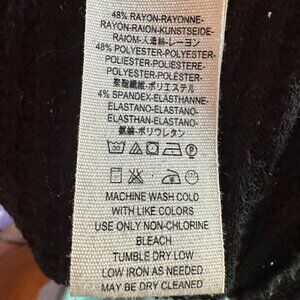 48% RAYON-RAYONNE-
RAYON-RAION-KUNSTSEIDE-
RAIOM-人造絲-レーヨン
48% POLYESTER-POLYESTER-
POLIESTER-POLIESTERE-
POLYESTER-POLESTER-
聚酯纖維-ポリエステル
4% SPANDEX-ELASTHANNE-
ELASTANO-ELASTANO-
ELASTHAN-ELASTANO-
氨綸-ポリウレタン
MACHINE WASH COLD
WITH LIKE COLORS
USE ONLY NON-CHLORINE
BLEACH
TUMBLE DRY LOW
LOW IRON AS NEEDED
MAY BE DRY CLEANED